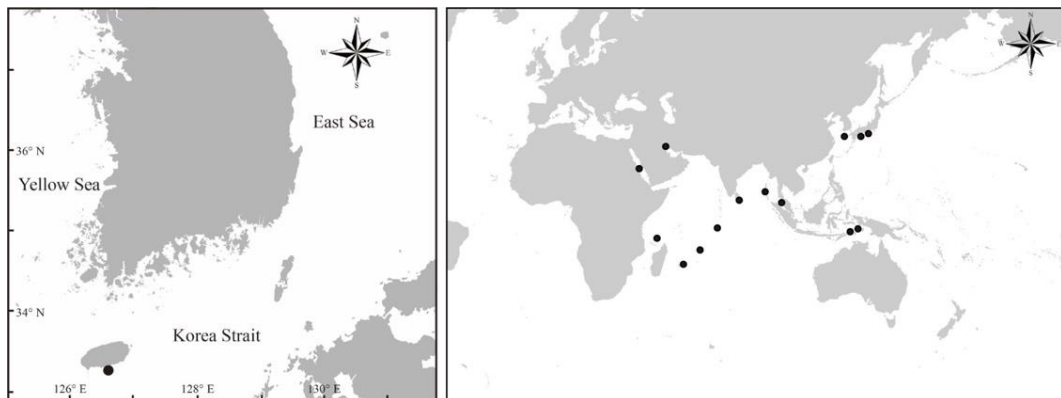 N
W E
S
East Sea
36° N
Yellow Sea
34° N
Korea Strait
126° E 128° E 130° E
N
W E
S